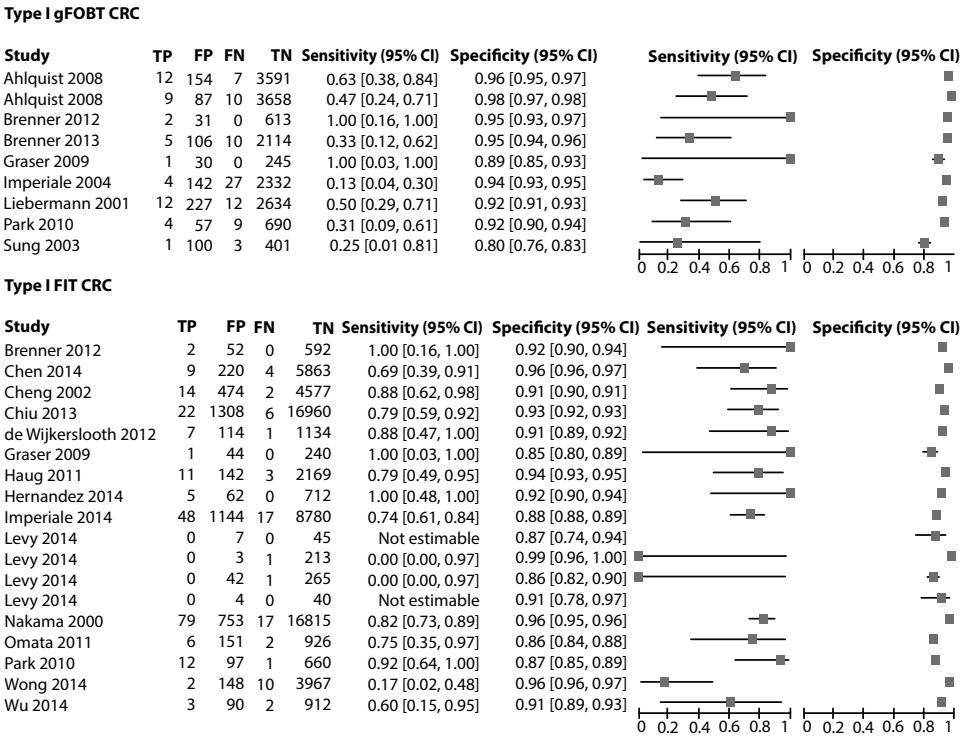 Type I gFOBT CRC
Study TP FP FN TN Sensitivity (95% CI) Specificity (95% CI) Sensitivity (95% CI) Specificity (95% CI)
Ahlquist 2008 12 154 7 3591 0.63 [0.38, 0.84] 0.96 [0.95, 0.97]
Ahlquist 2008 9 87 10 3658 0.47 [0.24, 0.71] 0.98 [0.97, 0.98]
Brenner 2012 2 31 0 613 1.00 [0.16, 1.00] 0.95 [0.93, 0.97]
Brenner 2013 5 106 10 2114 0.33 [0.12, 0.62] 0.95 [0.94, 0.96]
Graser 2009 1 30 0 245 1.00 [0.03, 1.00] 0.89 [0.85, 0.93]
Imperiale 2004 4 142 27 2332 0.13 [0.04, 0.30] 0.94 [0.93, 0.95]
Liebermann 2001 12 227 12 2634 0.50 [0.29, 0.71] 0.92 [0.91, 0.93]
Park 2010 4 57 9 690 0.31 [0.09, 0.61] 0.92 [0.90, 0.94]
Sung 2003 1 100 3 401 0.25 [0.01 0.81] 0.80 [0.76, 0.83]
0 0.2 0.4 0.6 0.8 1 0 0.2 0.4 0.6 0.8 1
Type I FIT CRC
Study TP FP FN TN Sensitivity (95% CI) Specificity (95% CI) Sensitivity (95% CI) Specificity (95% CI)
Brenner 2012 2 52 0 592 1.00 [0.16, 1.00] 0.92 [0.90, 0.94]
Chen 2014 9 220 4 5863 0.69 [0.39, 0.91] 0.96 [0.96, 0.97]
Cheng 2002 14 474 2 4577 0.88 [0.62, 0.98] 0.91 [0.90, 0.91]
Chiu 2013 22 1308 6 16960 0.79 [0.59, 0.92] 0.93 [0.92, 0.93]
de Wijkerslooth 2012 7 114 1 1134 0.88 [0.47, 1.00] 0.91 [0.89, 0.92]
Graser 2009 1 44 0 240 1.00 [0.03, 1.00] 0.85 [0.80, 0.89]
Haug 2011 11 142 3 2169 0.79 [0.49, 0.95] 0.94 [0.93, 0.95]
Hernandez 2014 5 62 0 712 1.00 [0.48, 1.00] 0.92 [0.90, 0.94]
Imperiale 2014 48 1144 17 8780 0.74 [0.61, 0.84] 0.88 [0.88, 0.89]
Levy 2014 0 7 0 45 Not estimable 0.87 [0.74, 0.94]
Levy 2014 0 3 1 213 0.00 [0.00, 0.97] 0.99 [0.96, 1.00]
Levy 2014 0 42 1 265 0.00 [0.00, 0.97] 0.86 [0.82, 0.90]
Levy 2014 0 4 0 40 Not estimable 0.91 [0.78, 0.97]
Nakama 2000 79 753 17 16815 0.82 [0.73, 0.89] 0.96 [0.95, 0.96]
Omata 2011 6 151 2 926 0.75 [0.35, 0.97] 0.86 [0.84, 0.88]
Park 2010 12 97 1 660 0.92 [0.64, 1.00] 0.87 [0.85, 0.89]
Wong 2014 2 148 10 3967 0.17 [0.02, 0.48] 0.96 [0.96, 0.97]
Wu 2014 3 90 2 912 0.60 [0.15, 0.95] 0.91 [0.89, 0.93]
0 0.2 0.4 0.6 0.8 1 0 0.2 0.4 0.6 0.8 1